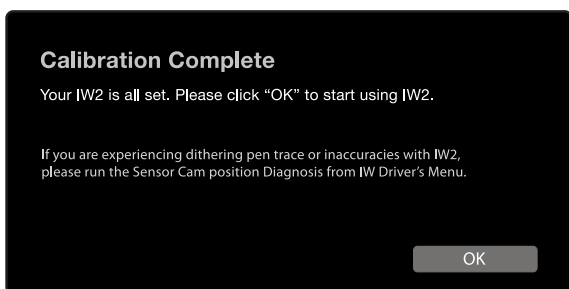 Calibration Complete
Your IW2 is all set. Please click “OK” to start using IW2.
If you are experiencing dithering pen trace or inaccuracies with IW2,
please run the Sensor Cam position Diagnosis from IW Driver’s Menu.
OK